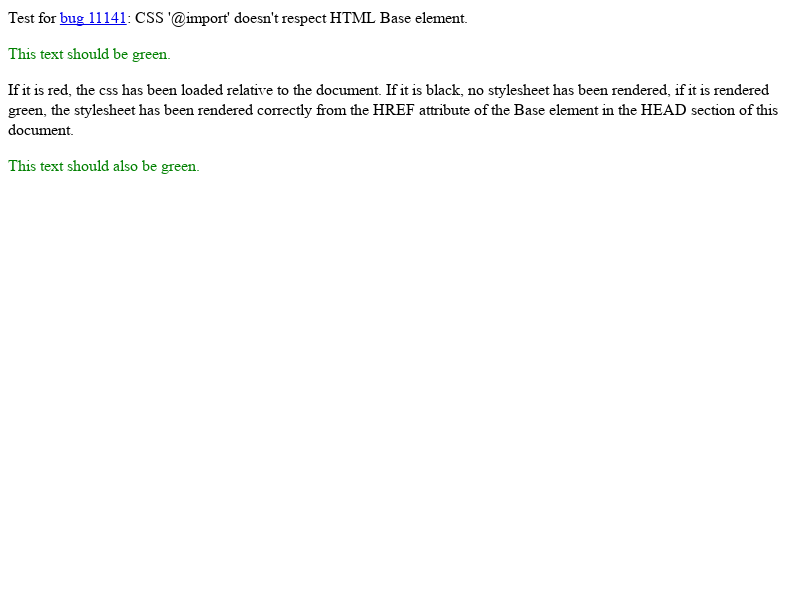 Test for bug 11141: CSS '@import' doesn't respect HTML Base element.
This text should be green.
If it is red, the css has been loaded relative to the document. If it is black, no stylesheet has been rendered, if it is rendered
green, the stylesheet has been rendered correctly from the HREF attribute of the Base element in the HEAD section of this
document.
This text should also be green.